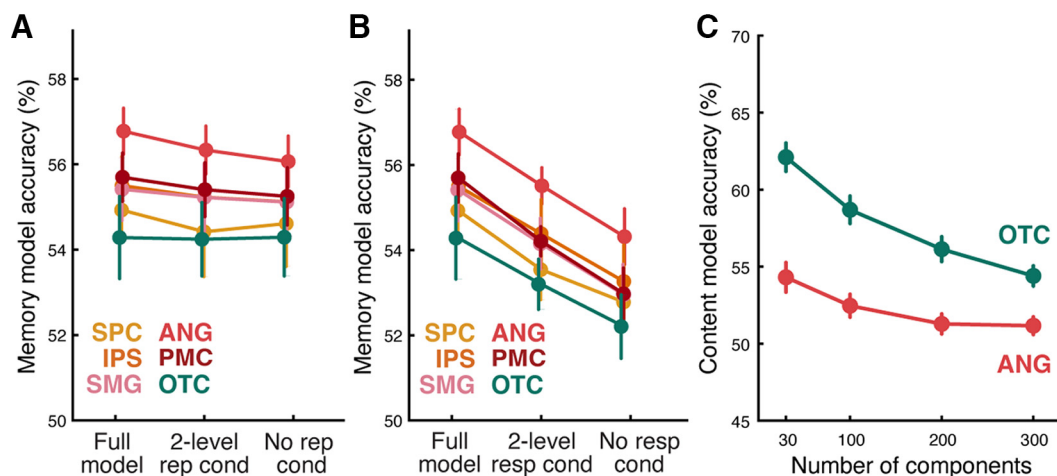 A
Memory model accuracy (%)
58
56
54
52
50
SPC ANG
IPS PMC
SMG OTC
Full model
2-level rep cond
No rep cond
B
Memory model accuracy (%)
58
56
54
52
50
SPC ANG
IPS PMC
SMG OTC
Full model
2-level resp cond
No resp cond
C
Content model accuracy (%)
70
65
60
55
50
45
OTC
ANG
30 100 200 300
Number of components